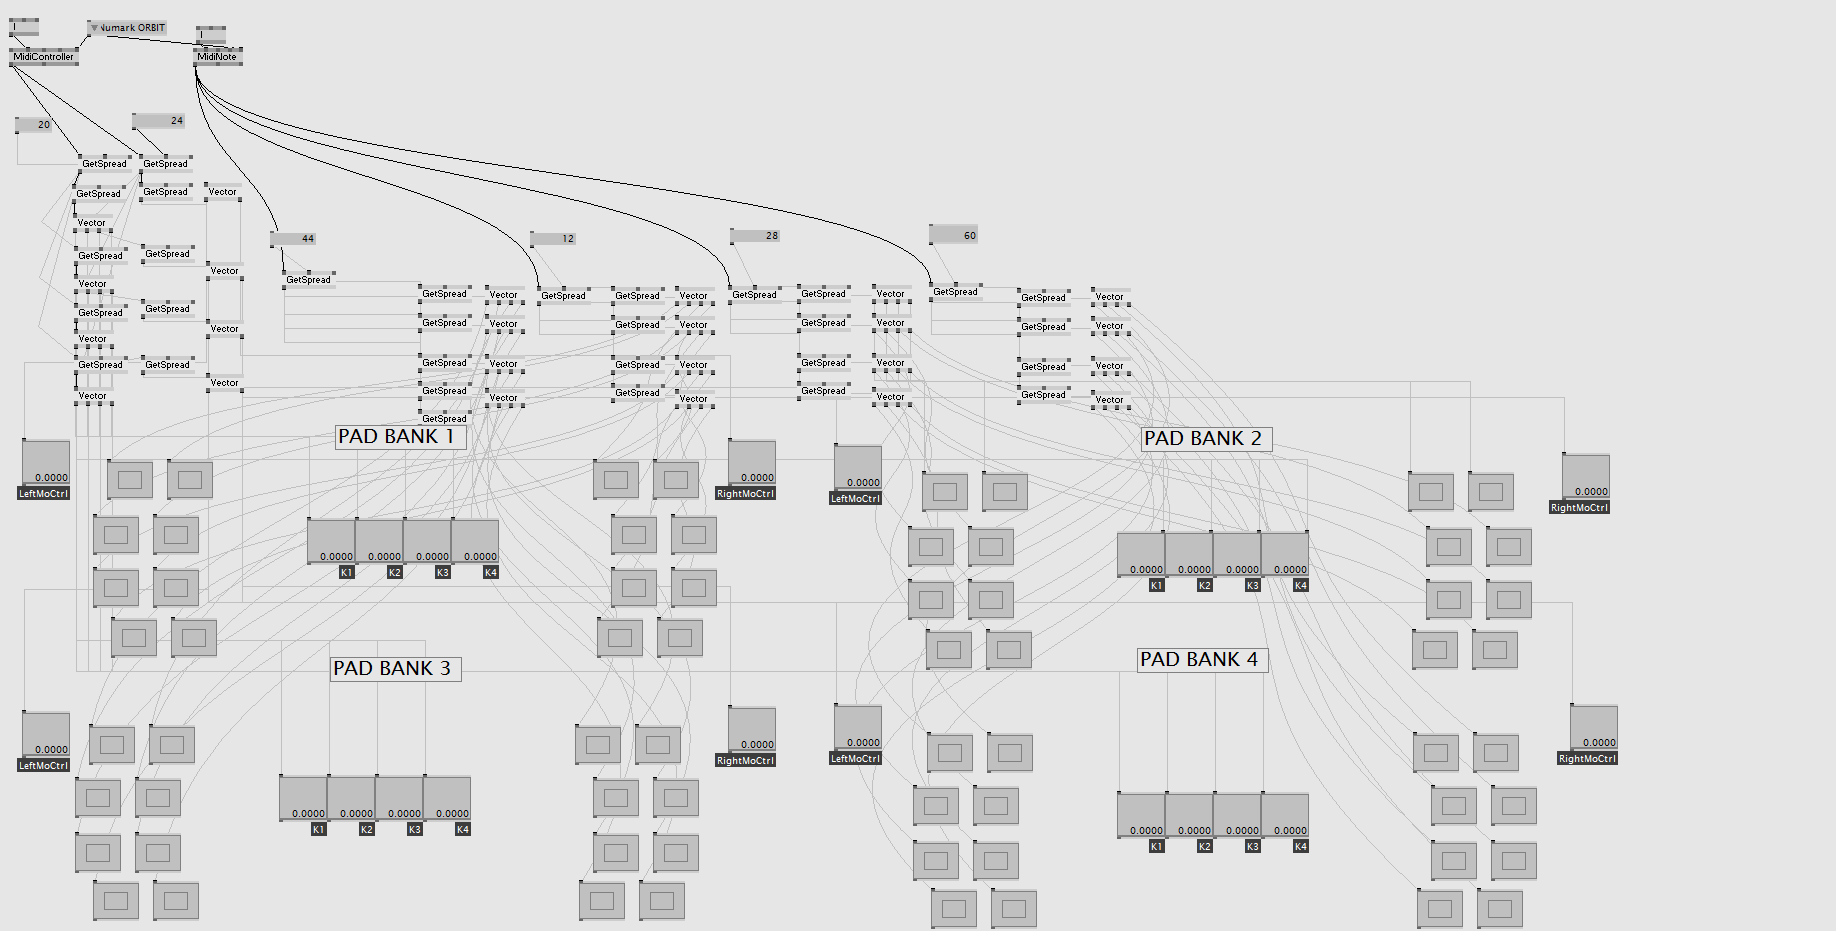 Numark ORBIT
MidiController
MidiNote
20
24
GetSpread GetSpread
GetSpread GetSpread Vector
Vector
44
12
28
60
GetSpread GetSpread
Vector
GetSpread
Vector
GetSpread GetSpread
Vector
Vector
GetSpread GetSpread
Vector
Vector
GetSpread
GetSpread Vector
GetSpread Vector
GetSpread Vector
GetSpread Vector
GetSpread
GetSpread
GetSpread Vector
GetSpread Vector
GetSpread Vector
GetSpread Vector
GetSpread
GetSpread Vector
GetSpread Vector
GetSpread Vector
GetSpread Vector
GetSpread
GetSpread Vector
GetSpread Vector
GetSpread Vector
GetSpread Vector
PAD BANK 1
0.0000
LeftMoCtrl
0.0000
RightMoCtrl
0.0000 0.0000 0.0000 0.0000
K1 K2 K3 K4
PAD BANK 2
0.0000
LeftMoCtrl
0.0000
RightMoCtrl
0.0000 0.0000 0.0000 0.0000
K1 K2 K3 K4
PAD BANK 3
0.0000
LeftMoCtrl
0.0000
RightMoCtrl
0.0000 0.0000 0.0000 0.0000
K1 K2 K3 K4
PAD BANK 4
0.0000
LeftMoCtrl
0.0000
RightMoCtrl
0.0000 0.0000 0.0000 0.0000
K1 K2 K3 K4